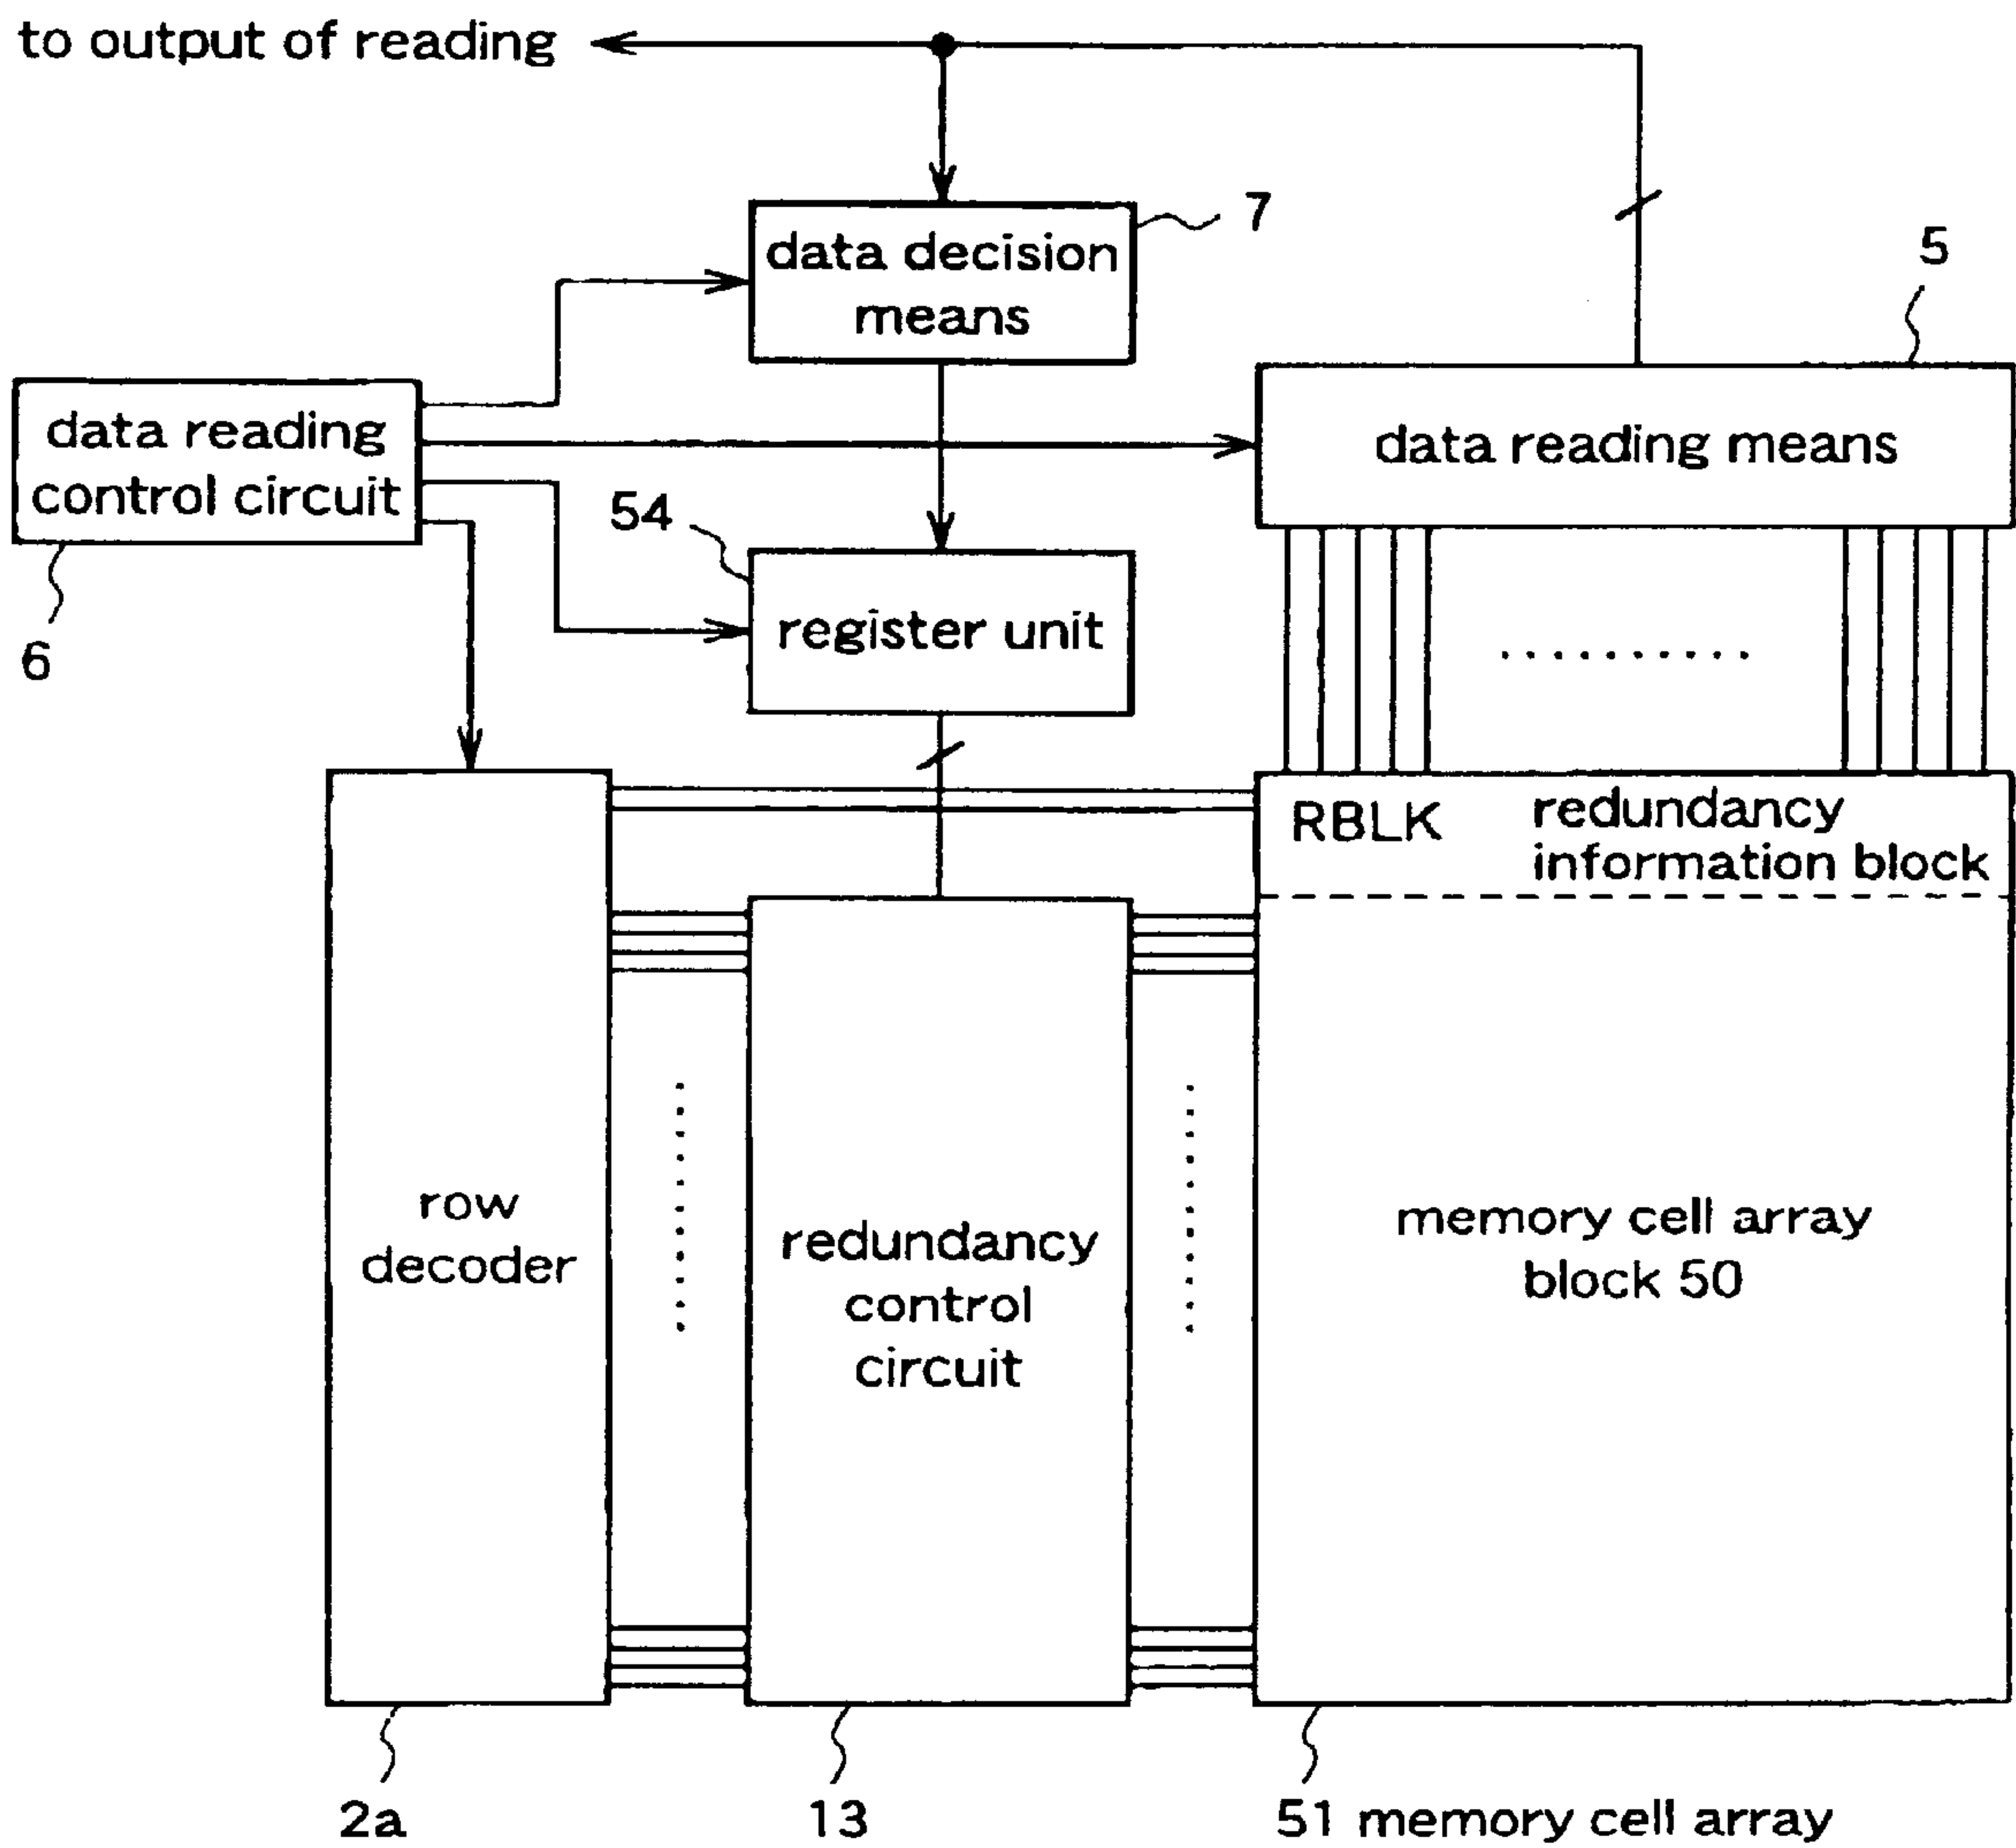 to output of reading
7
data decision
means
5
data reading
control circuit
data reading means
54
6
register unit
RBLK
redundancy
information block
row
decoder
redundancy
control
circuit
memory cell array
block 50
2a
13
51 memory cell array